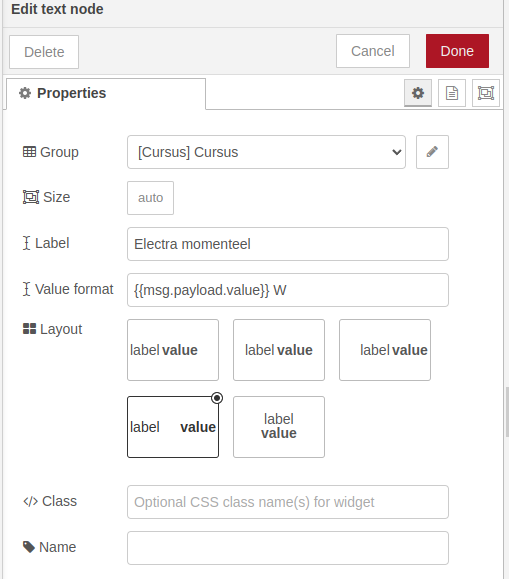 Edit text node
Delete Cancel Done
Properties
Group [Cursus] Cursus
Size auto
Label Electra momenteel
Value format {{msg.payload.value}} W
Layout label value label value label value
label value label
value
</> Class Optional CSS class name(s) for widget
Name